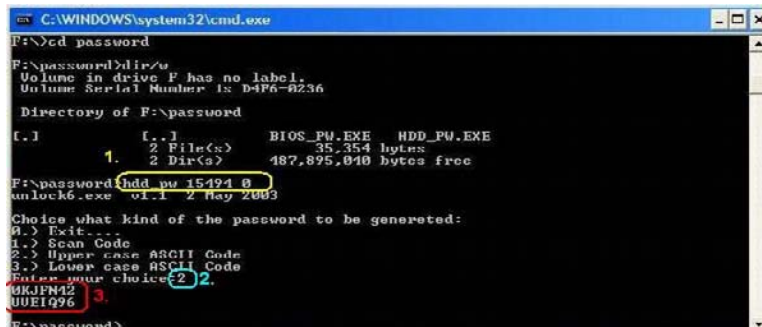 C:\WINDOWS\system32\cmd.exe
F:\>cd password
F:\password>dir/w
Volume in drive F has no label.
Volume Serial Number is D4F6-0236
Directory of F:\password
[.] [..] BIOS_PW.EXE HDD_PW.EXE
2 File(s) 35,354 bytes
1. 2 Dir(s) 487,895,040 bytes free
F:\password>hdd_pw 15494 0
unlock6.exe v1.1 2 May 2003
Choice what kind of the password to be genereted:
0.> Exit....
1.> Scan Code
2.> Upper case ASCII Code
3.> Lower case ASCII Code
Enter your choice:2 2.
0KJFN42
UVEIQ96 3.
F:\password>